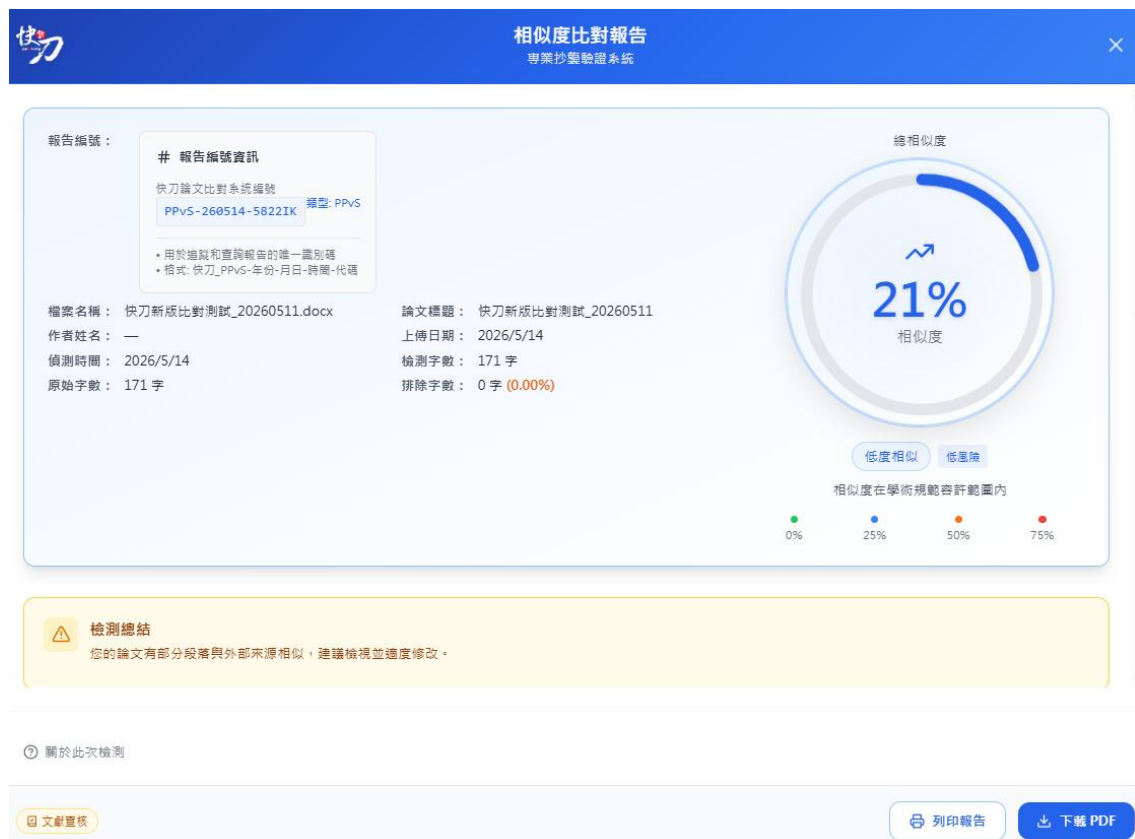 快刀
相似度比對報告
專業抄襲驗證系統
報告編號：
# 報告編號資訊
快刀論文比對系統編號
PPvS-260514-5822IK 類型: PPvS
• 用於追蹤和查詢報告的唯一識別碼
• 格式: 快刀_PPvS-年份-月日-時間-代碼
檔案名稱： 快刀新版比對測試_20260511.docx
論文標題： 快刀新版比對測試_20260511
作者姓名： —
上傳日期： 2026/5/14
偵測時間： 2026/5/14
檢測字數： 171 字
原始字數： 171 字
排除字數： 0 字 (0.00%)
總相似度
21%
相似度
低度相似 低風險
相似度在學術規範容許範圍內
0% 25% 50% 75%
檢測總結
您的論文有部分段落與外部來源相似，建議檢視並適度修改。
關於此次檢測
文獻查核
列印報告
下載 PDF